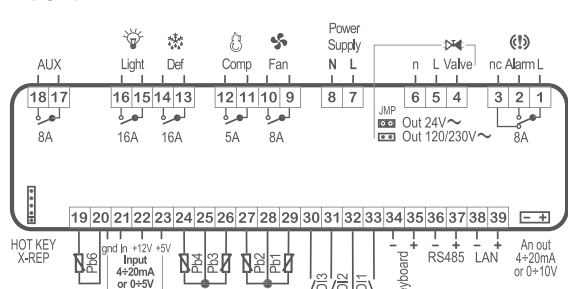 Power
Supply
AUX Light Def Comp Fan N L n L Valve nc Alarm L
18 17 16 15 14 13 12 11 10 9 8 7 6 5 4 3 2 1
8A 16A 16A 5A 8A 8A
JMP
Out 24V~
Out 120/230V~
19 20 21 22 23 24 25 26 27 28 29 30 31 32 33 34 35 36 37 38 39 - +
HOT KEY
X-REP
gnd In +12V +5V
Input
4÷20mA
or 0÷5V
Pb6 Pb4 Pb3 Pb2 Pb1 DI3 DI2 DI1
- + - + - +
RS485 LAN
An out
4÷20mA
or 0÷10V